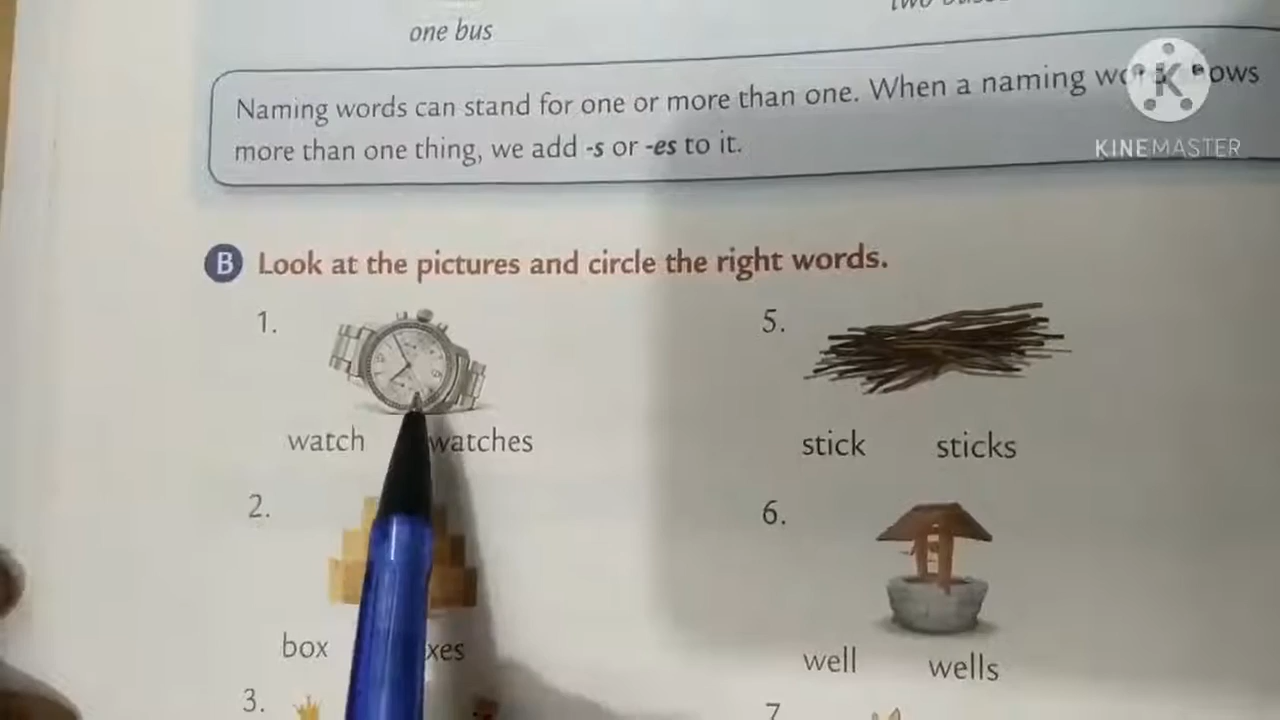 one bus
two
Naming words can stand for one or more than one. When a naming
more than one thing, we add -s or -es to it.
K
KINEMASTER
B Look at the pictures and circle the right words.
1.
watch watches
2.
box
3.
5.
stick sticks
6.
well wells
7